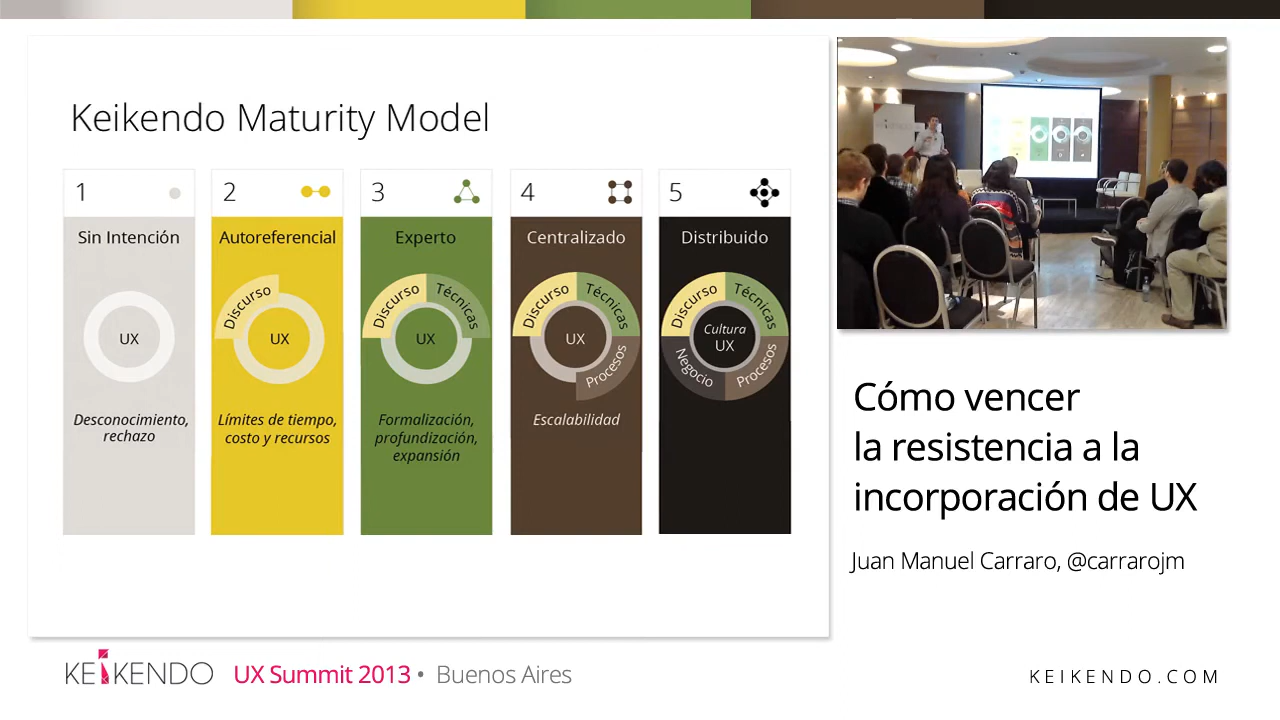 Keikendo Maturity Model
1
Sin Intención
UX
Desconocimiento,
rechazo
2
Autoreferencial
Discurso
UX
Límites de tiempo,
costo y recursos
3
Experto
Discurso
Técnicas
UX
Formalización,
profundización,
expansión
4
Centralizado
Discurso
Técnicas
UX
Procesos
Escalabilidad
5
Distribuido
Discurso
Técnicas
Cultura
UX
Negocio
Procesos
Cómo vencer
la resistencia a la
incorporación de UX
Juan Manuel Carraro, @carrarojm
KEIKENDO UX Summit 2013 • Buenos Aires
KEIKENDO.COM